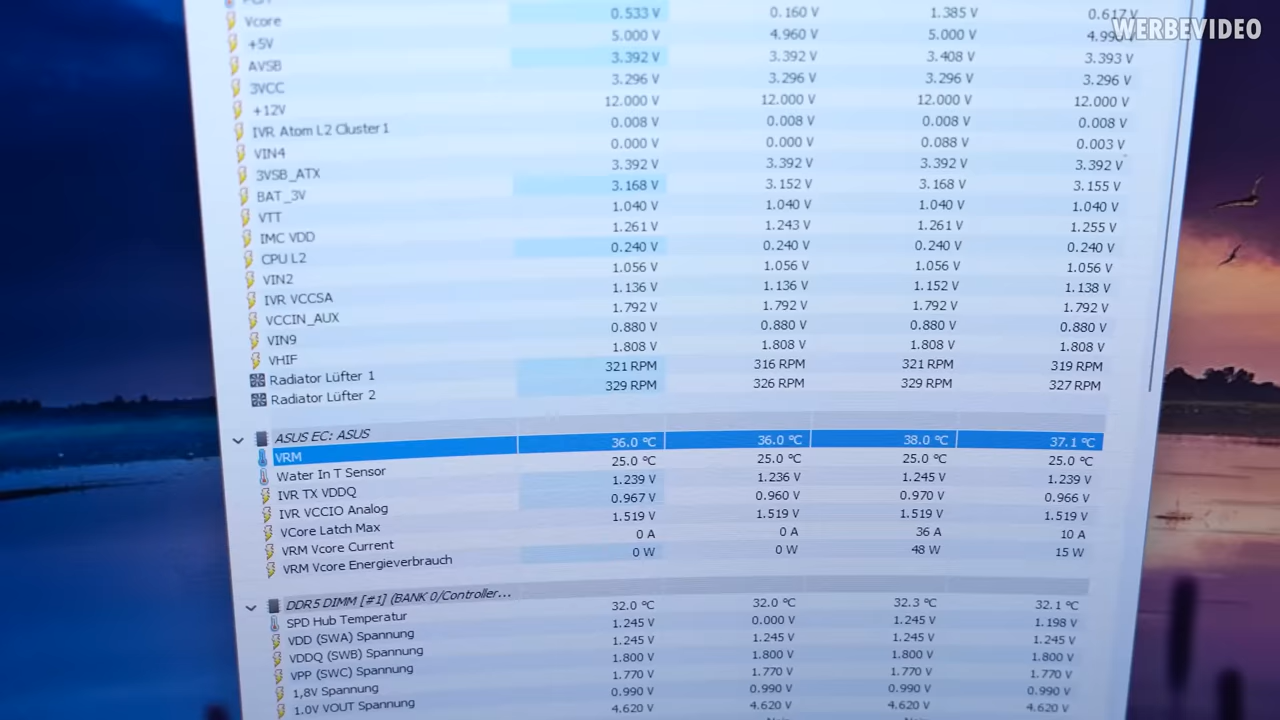 WERBEVIDEO
Vcore 0.533 V 0.160 V 1.385 V 0.617 V
+5V 5.000 V 4.960 V 5.000 V
AVSB 3.392 V 3.392 V 3.408 V 3.393 V
3VCC 3.296 V 3.296 V 3.296 V 3.296 V
+12V 12.000 V 12.000 V 12.000 V 12.000 V
IVR Atom L2 Cluster1 0.008 V 0.008 V 0.008 V 0.008 V
VIN4 0.000 V 0.000 V 0.088 V 0.003 V
3VSB_ATX 3.392 V 3.392 V 3.392 V 3.392 V
BAT_3V 3.168 V 3.152 V 3.168 V 3.155 V
VTT 1.040 V 1.040 V 1.040 V 1.040 V
IMC VDD 1.261 V 1.243 V 1.261 V 1.255 V
CPU L2 0.240 V 0.240 V 0.240 V 0.240 V
VIN2 1.056 V 1.056 V 1.056 V 1.056 V
IVR VCCSA 1.136 V 1.136 V 1.152 V 1.138 V
VCCIN_AUX 1.792 V 1.792 V 1.792 V 1.792 V
VIN9 0.880 V 0.880 V 0.880 V 0.880 V
VHIF 1.808 V 1.808 V 1.808 V 1.808 V
Radiator Lüfter 1 321 RPM 316 RPM 321 RPM 319 RPM
Radiator Lüfter 2 329 RPM 326 RPM 329 RPM 327 RPM
ASUS EC: ASUS
VRM 36.0 °C 36.0 °C 38.0 °C 37.1 °C
Water In T Sensor 25.0 °C 25.0 °C 25.0 °C 25.0 °C
IVR TX VDDQ 1.239 V 1.236 V 1.245 V 1.239 V
IVR VCCIO Analog 0.967 V 0.960 V 0.970 V 0.966 V
VCore Latch Max 1.519 V 1.519 V 1.519 V 1.519 V
VRM Vcore Current 0 A 0 A 36 A 10 A
VRM Vcore Energieverbrauch 0 W 0 W 48 W 15 W
DDR5 DIMM [#1] (BANK 0/Controller...
SPD Hub Temperatur 32.0 °C 32.0 °C 32.3 °C 32.1 °C
VDD (SWA) Spannung 1.245 V 0.000 V 1.245 V 1.198 V
VDDQ (SWB) Spannung 1.245 V 1.245 V 1.245 V 1.245 V
VPP (SWC) Spannung 1.800 V 1.800 V 1.800 V 1.800 V
1,8V Spannung 1.770 V 1.770 V 1.770 V 1.770 V
1.0V VOUT Spannung 0.990 V 0.990 V 0.990 V 0.990 V
4.620 V 4.620 V 4.620 V 4.620 V